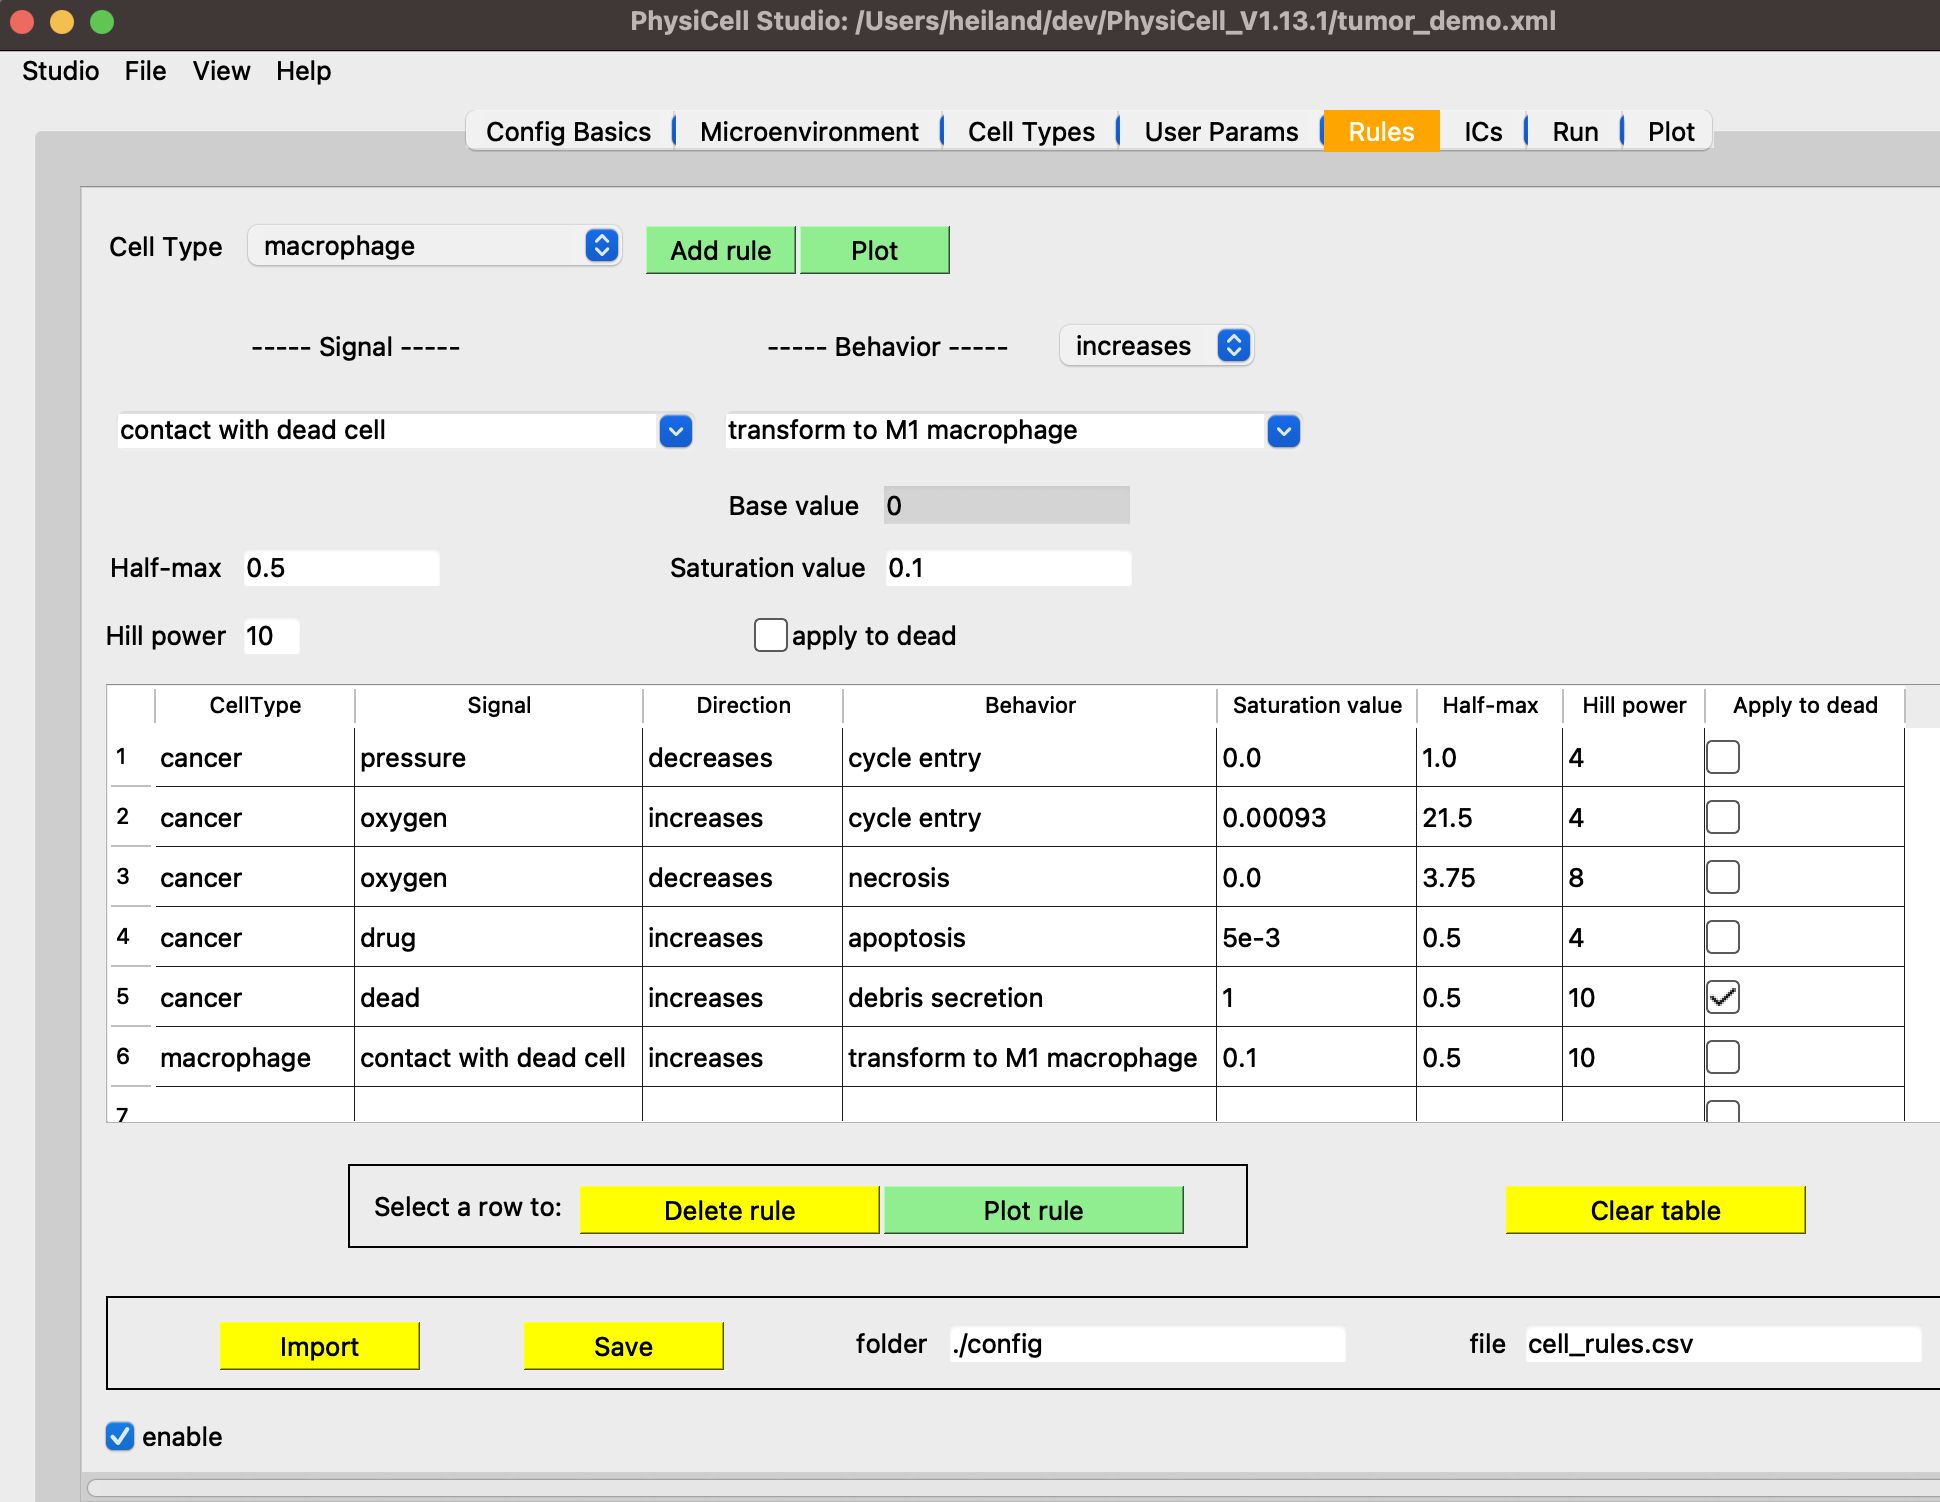 PhysiCell Studio: /Users/heiland/dev/PhysiCell_V1.13.1/tumor_demo.xml
Studio File View Help
Config Basics Microenvironment Cell Types User Params Rules ICs Run Plot
Cell Type macrophage Add rule Plot
----- Signal ----- ----- Behavior ----- increases
contact with dead cell transform to M1 macrophage
Base value 0
Half-max 0.5 Saturation value 0.1
Hill power 10 apply to dead
CellType Signal Direction Behavior Saturation value Half-max Hill power Apply to dead
1 cancer pressure decreases cycle entry 0.0 1.0 4
2 cancer oxygen increases cycle entry 0.00093 21.5 4
3 cancer oxygen decreases necrosis 0.0 3.75 8
4 cancer drug increases apoptosis 5e-3 0.5 4
5 cancer dead increases debris secretion 1 0.5 10
6 macrophage contact with dead cell increases transform to M1 macrophage 0.1 0.5 10
7
Select a row to: Delete rule Plot rule Clear table
Import Save folder ./config file cell_rules.csv
enable